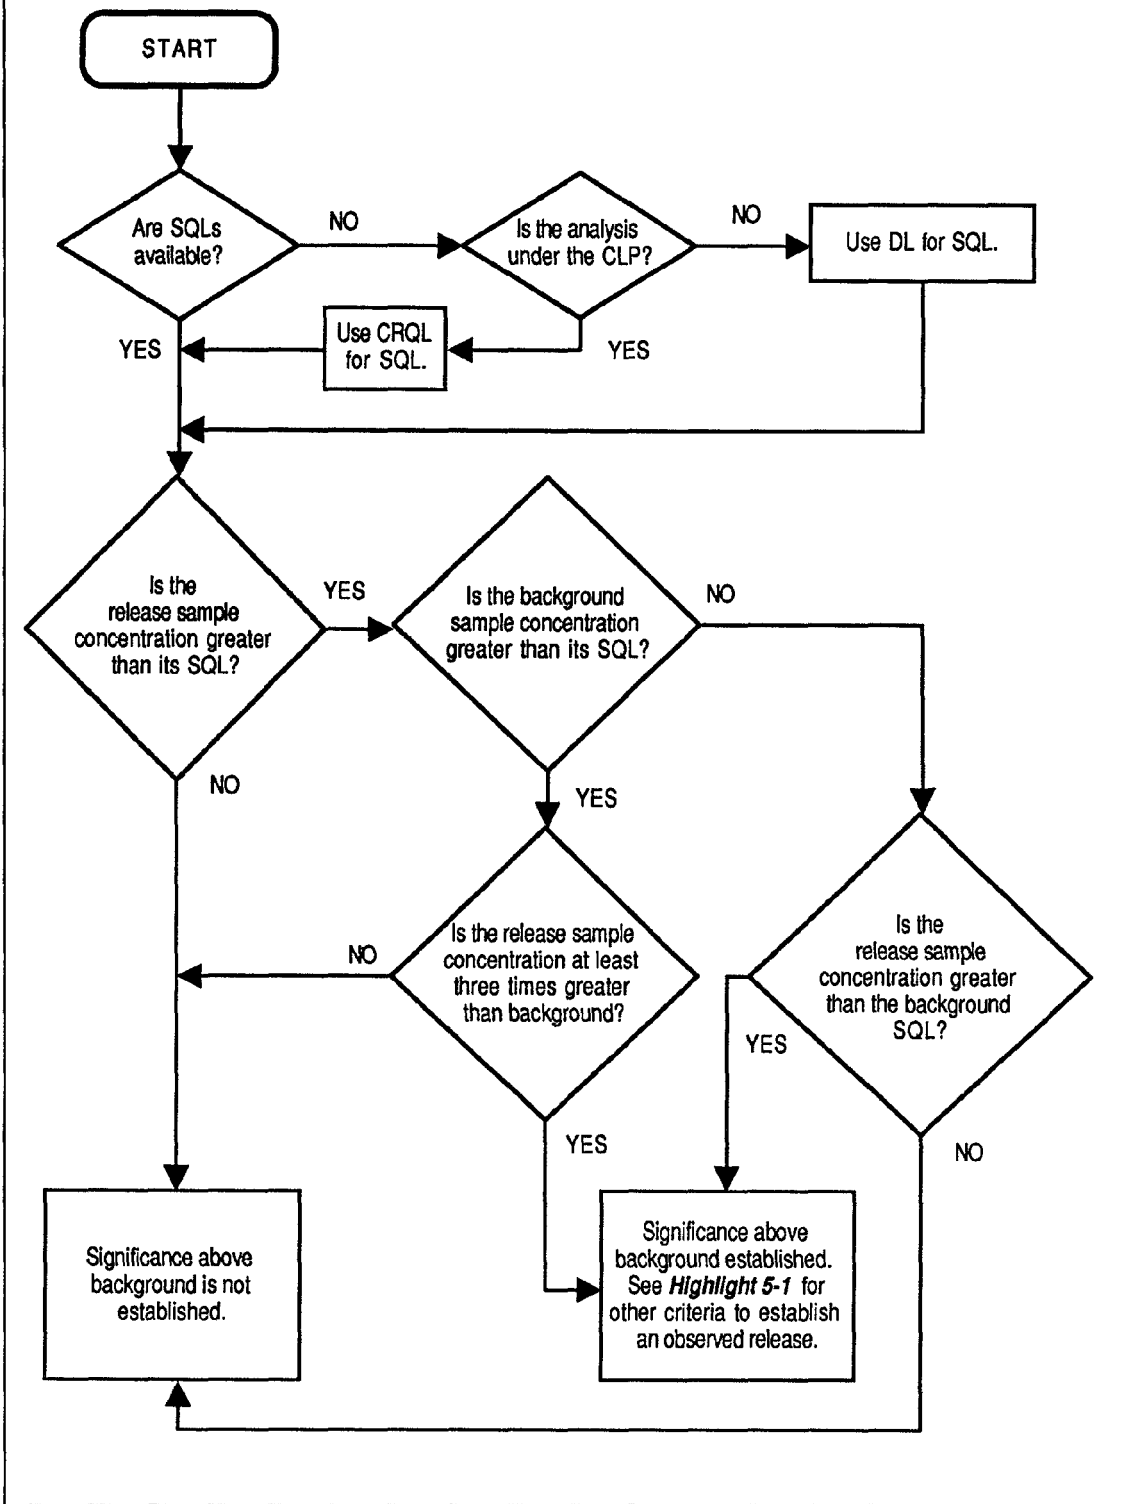 START
Are SQLs
available?
NO
Is the analysis
under the CLP?
NO
Use DL for SQL.
YES
Use CRQL
for SQL.
YES
Is the
release sample
concentration greater
than its SQL?
YES
Is the background
sample concentration
greater than its SQL?
NO
NO
YES
Is the release sample
concentration at least
three times greater
than background?
NO
Is the
release sample
concentration greater
than the background
SQL?
YES
YES
NO
Significance above
background is not
established.
Significance above
background established.
See Highlight 5-1 for
other criteria to establish
an observed release.